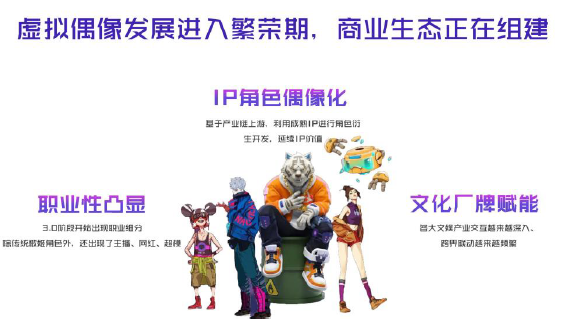 虚拟偶像发展进入繁荣期，商业生态正在组建
IP角色偶像化
基于产业链上游，利用成熟IP进行角色衍
生开发，延续IP价值
职业性凸显
3.0阶段开始出现职业细分
除传统歌姬角色外，还出现了主播、网红、超模
文化厂牌赋能
各大文娱产业交互越来越深入、
跨界联动越来越频繁